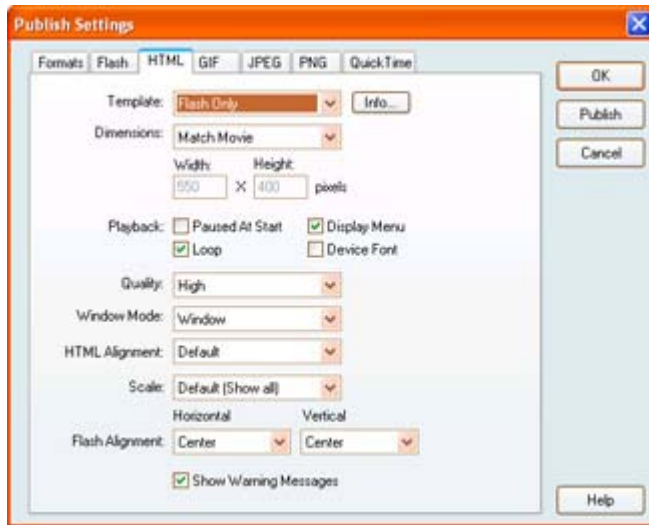 Publish Settings
Formats Flash HTML GIF JPEG PNG QuickTime
OK
Template: Flash Only Info...
Publish
Dimensions: Match Movie
Cancel
Width: Height:
550 X 400 pixels
Playback: Paused At Start Display Menu
Loop Device Font
Quality: High
Window Mode: Window
HTML Alignment: Default
Scale: Default (Show all)
Horizontal Vertical
Flash Alignment: Center Center
Show Warning Messages
Help